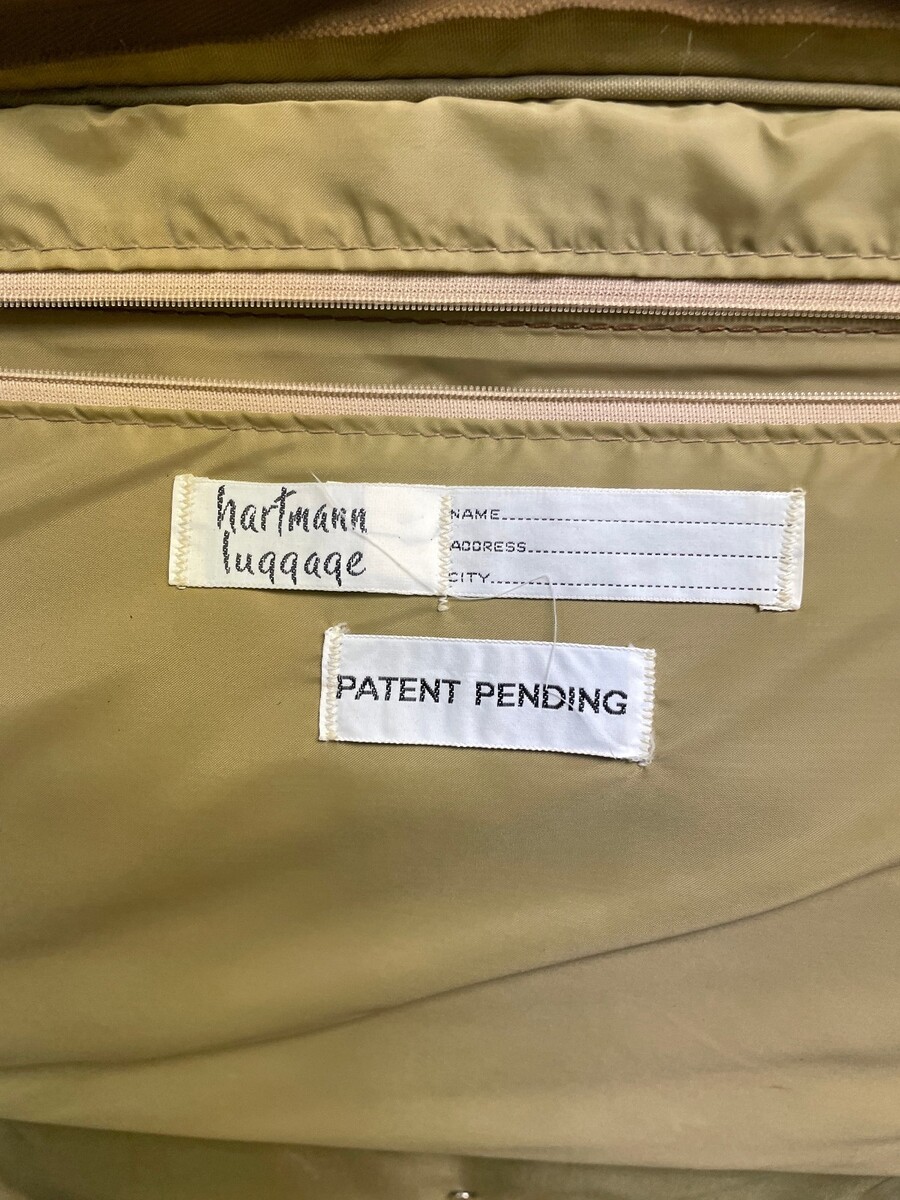 hartmann
luggage
NAME
ADDRESS
CITY
PATENT PENDING